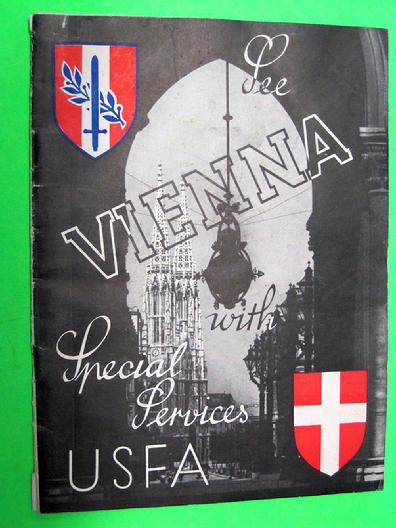 See
VIENNA
with
Special
Services
USFA